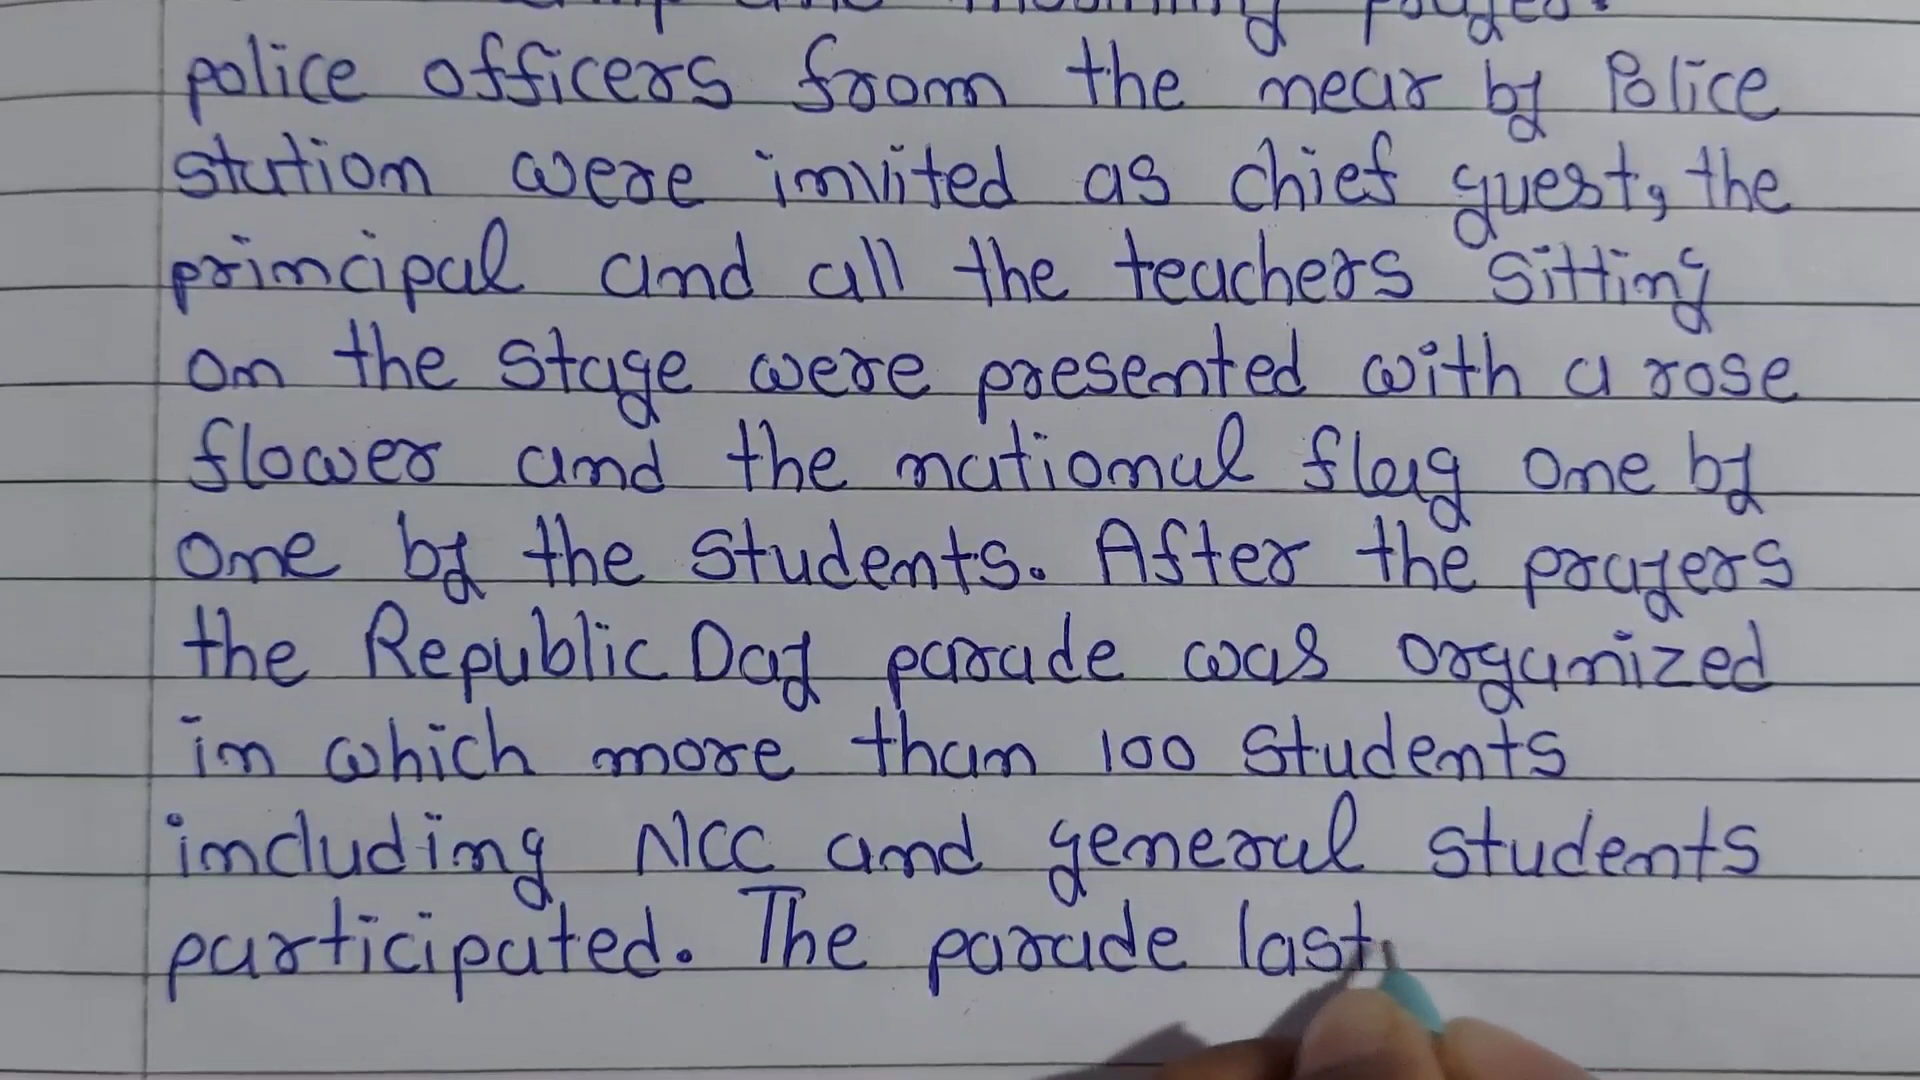 police officers from the near by Police
station were invited as chief guest, the
principal and all the teachers sitting
on the stage were presented with a rose
flower and the national flag one by
one by the students. After the prayers
the Republic Day parade was organized
in which more than 100 students
including NCC and general students
participated. The parade last